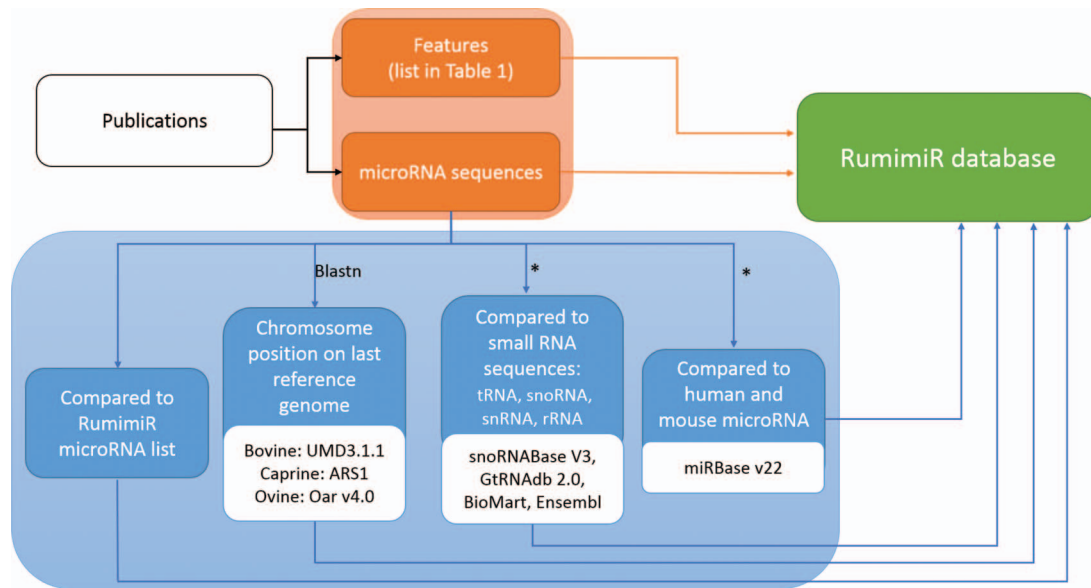 Publications
Features
(list in Table 1)
microRNA sequences
RumimiR database
Blastn
*
*
Compared to
RumimiR
microRNA list
Chromosome
position on last
reference
genome
Bovine: UMD3.1.1
Caprine: ARS1
Ovine: Oar v4.0
Compared to
small RNA
sequences:
tRNA, snoRNA,
snRNA, rRNA
snoRNABase V3,
GtRNAdb 2.0,
BioMart, Ensembl
Compared to
human and
mouse microRNA
miRBase v22